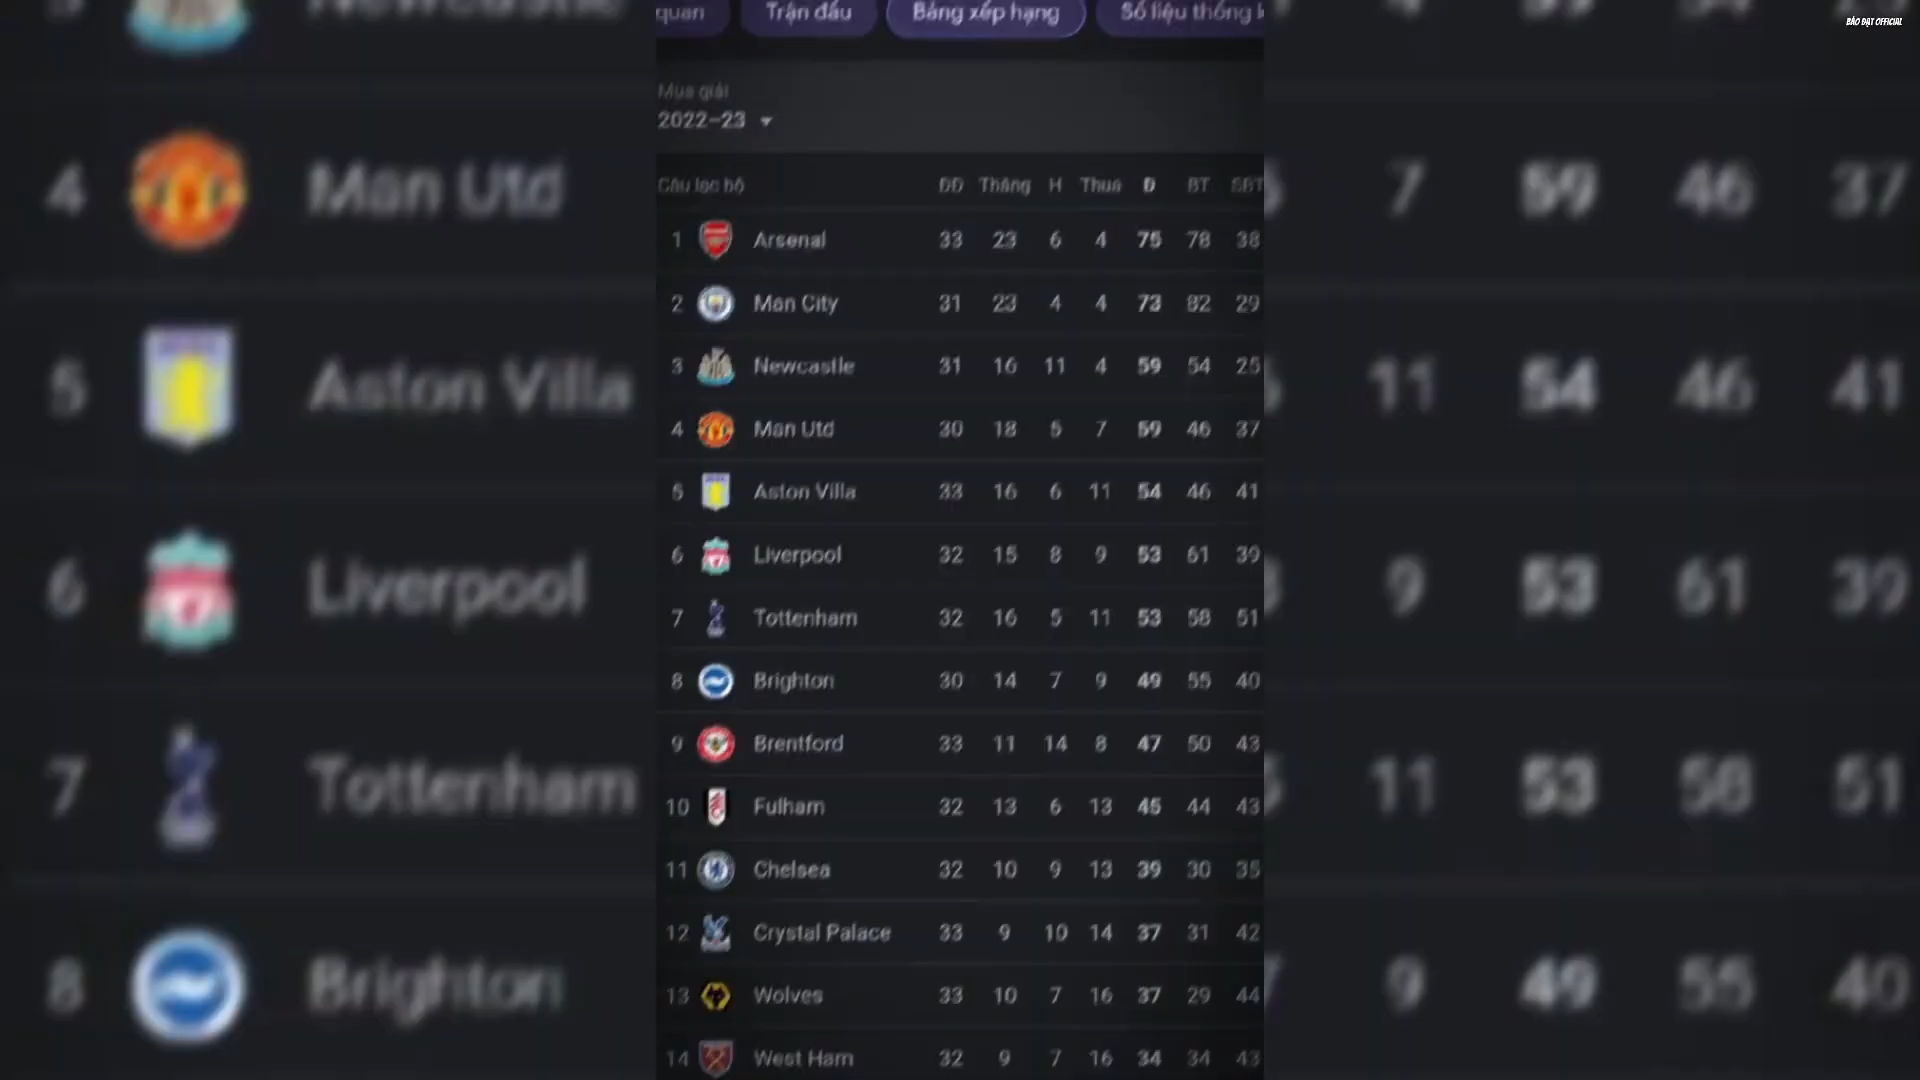 BẢO ĐẠT OFFICIAL
quan Trận đấu Bảng xếp hạng Số liệu thống
Mùa giải
2022–23
Câu lạc bộ ĐĐ Thắng H Thua Đ BT SBT
1 Arsenal 33 23 6 4 75 78 38
2 Man City 31 23 4 4 73 82 29
3 Newcastle 31 16 11 4 59 54 25
4 Man Utd 30 18 5 7 59 46 37
5 Aston Villa 33 16 6 11 54 46 41
6 Liverpool 32 15 8 9 53 61 39
7 Tottenham 32 16 5 11 53 58 51
8 Brighton 30 14 7 9 49 55 40
9 Brentford 33 11 14 8 47 50 43
10 Fulham 32 13 6 13 45 44 43
11 Chelsea 32 10 9 13 39 30 35
12 Crystal Palace 33 9 10 14 37 31 42
13 Wolves 33 10 7 16 37 29 44
14 West Ham 32 9 7 16 34 34 43
Newcastle
4 Man Utd
5 Aston Villa
6 Liverpool
7 Tottenham
8 Brighton
7 59 46 37
11 54 46 41
9 53 61 39
11 53 58 51
9 49 55 40